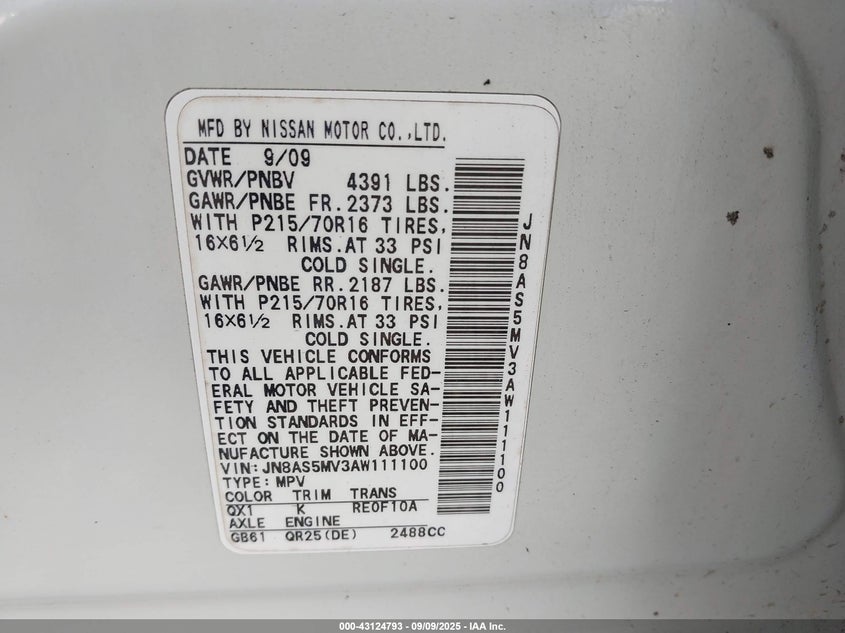 MFD BY NISSAN MOTOR CO.,LTD.
DATE 9/09
GVWR/PNBV 4391 LBS.
GAWR/PNBE FR. 2373 LBS.
WITH P215/70R16 TIRES,
16X6½ RIMS.AT 33 PSI
COLD SINGLE.
GAWR/PNBE RR. 2187 LBS.
WITH P215/70R16 TIRES,
16X6½ RIMS.AT 33 PSI
COLD SINGLE.
THIS VEHICLE CONFORMS
TO ALL APPLICABLE FED-
ERAL MOTOR VEHICLE SA-
FETY AND THEFT PREVEN-
TION STANDARDS IN EFF-
ECT ON THE DATE OF MA-
NUFACTURE SHOWN ABOVE.
VIN:JN8AS5MV3AW111100
TYPE:MPV
COLOR TRIM TRANS
QX1 K RE0F10A
AXLE ENGINE
GB61 QR25(DE) 2488CC
JN8AS5MV3AW111100
000-43124793 - 09/09/2025 - IAA Inc.